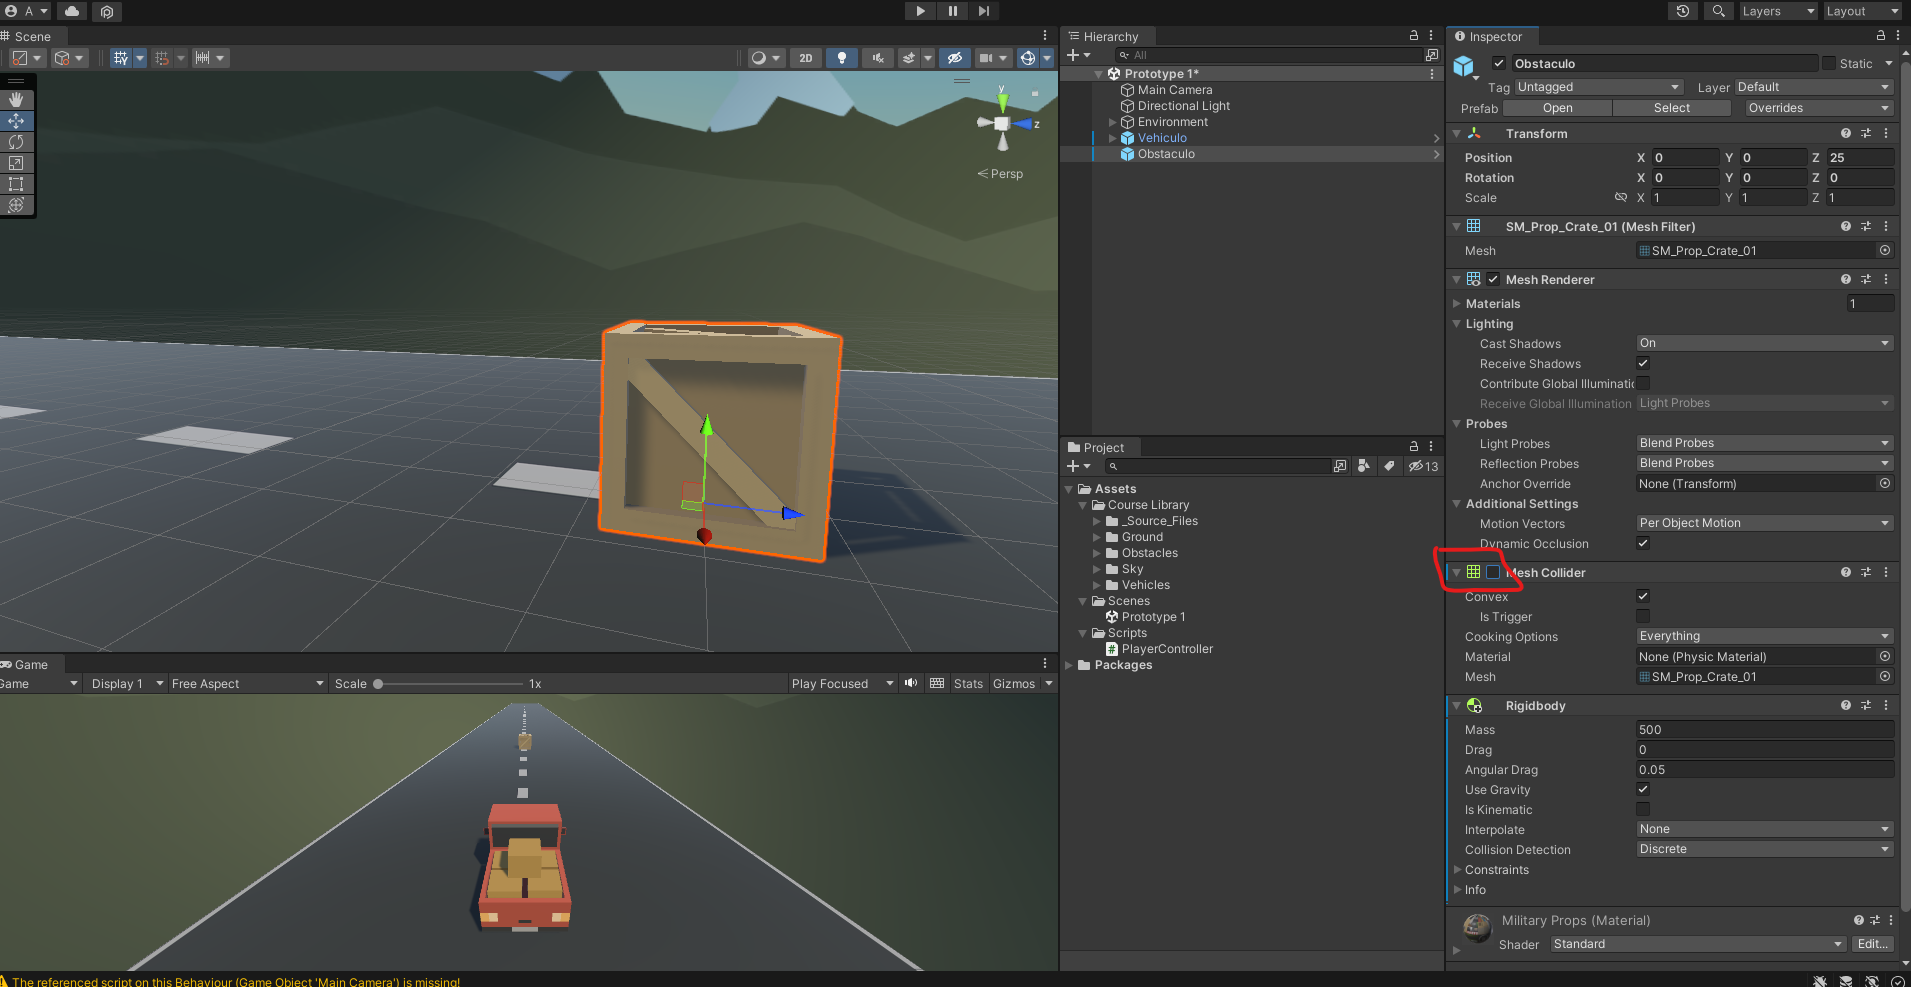 A
Layers
Layout
Scene
2D
y
z
Persp
Game
Game
Display 1
Free Aspect
Scale
1x
Play Focused
Stats
Gizmos
The referenced script on this Behaviour (Game Object 'Main Camera') is missing!
Hierarchy
All
Prototype 1*
Main Camera
Directional Light
Environment
Vehiculo
Obstaculo
Project
13
Assets
Course Library
_Source_Files
Ground
Obstacles
Sky
Vehicles
Scenes
Prototype 1
Scripts
PlayerController
Packages
Inspector
Obstaculo
Static
Tag Untagged Layer Default
Prefab Open Select Overrides
Transform
Position X 0 Y 0 Z 25
Rotation X 0 Y 0 Z 0
Scale X 1 Y 1 Z 1
SM_Prop_Crate_01 (Mesh Filter)
Mesh SM_Prop_Crate_01
Mesh Renderer
Materials 1
Lighting
Cast Shadows On
Receive Shadows
Contribute Global Illuminatic
Receive Global Illumination Light Probes
Probes
Light Probes Blend Probes
Reflection Probes Blend Probes
Anchor Override None (Transform)
Additional Settings
Motion Vectors Per Object Motion
Dynamic Occlusion
Mesh Collider
Convex
Is Trigger
Cooking Options Everything
Material None (Physic Material)
Mesh SM_Prop_Crate_01
Rigidbody
Mass 500
Drag 0
Angular Drag 0.05
Use Gravity
Is Kinematic
Interpolate None
Collision Detection Discrete
Constraints
Info
Military Props (Material)
Shader Standard Edit...